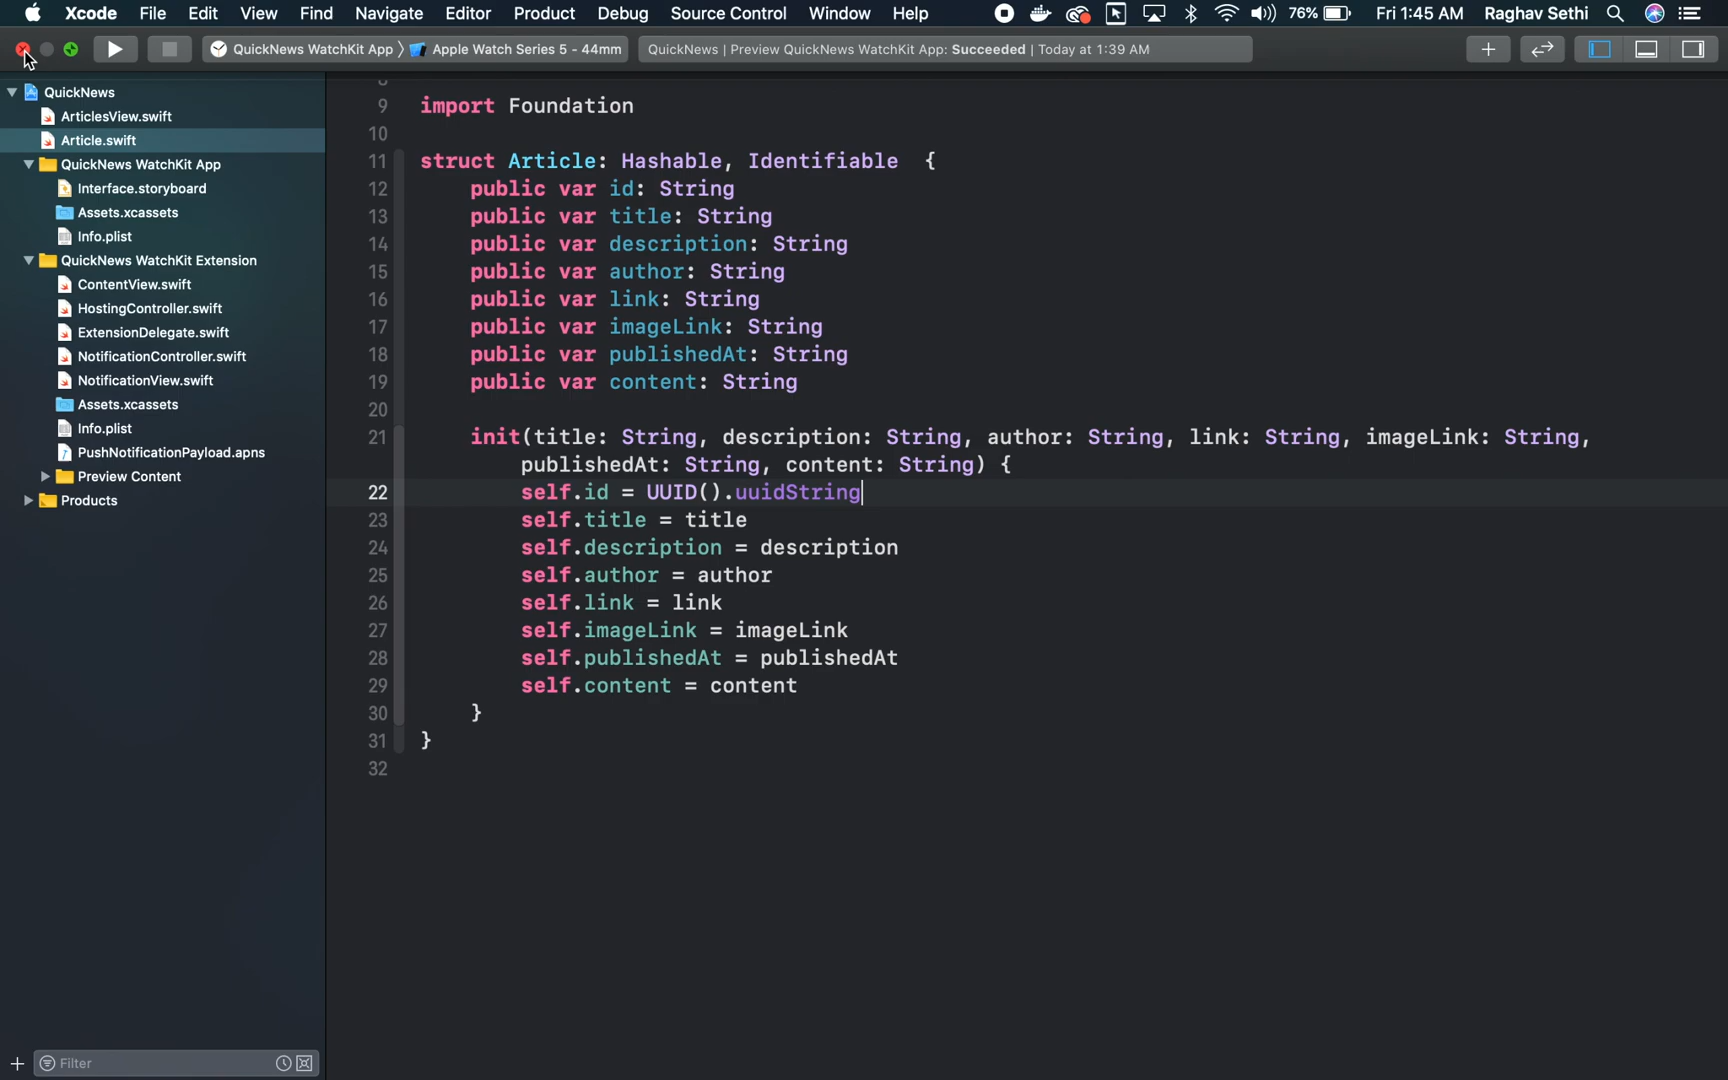 Xcode File Edit View Find Navigate Editor Product Debug Source Control Window Help 76% Fri 1:45 AM Raghav Sethi
QuickNews WatchKit App 〉 Apple Watch Series 5 - 44mm QuickNews | Preview QuickNews WatchKit App: Succeeded | Today at 1:39 AM
QuickNews
ArticlesView.swift
Article.swift
QuickNews WatchKit App
Interface.storyboard
Assets.xcassets
Info.plist
QuickNews WatchKit Extension
ContentView.swift
HostingController.swift
ExtensionDelegate.swift
NotificationController.swift
NotificationView.swift
Assets.xcassets
Info.plist
PushNotificationPayload.apns
Preview Content
Products
Filter
9 import Foundation
10
11 struct Article: Hashable, Identifiable {
12 public var id: String
13 public var title: String
14 public var description: String
15 public var author: String
16 public var link: String
17 public var imageLink: String
18 public var publishedAt: String
19 public var content: String
20
21 init(title: String, description: String, author: String, link: String, imageLink: String,
publishedAt: String, content: String) {
22 self.id = UUID().uuidString
23 self.title = title
24 self.description = description
25 self.author = author
26 self.link = link
27 self.imageLink = imageLink
28 self.publishedAt = publishedAt
29 self.content = content
30 }
31 }
32